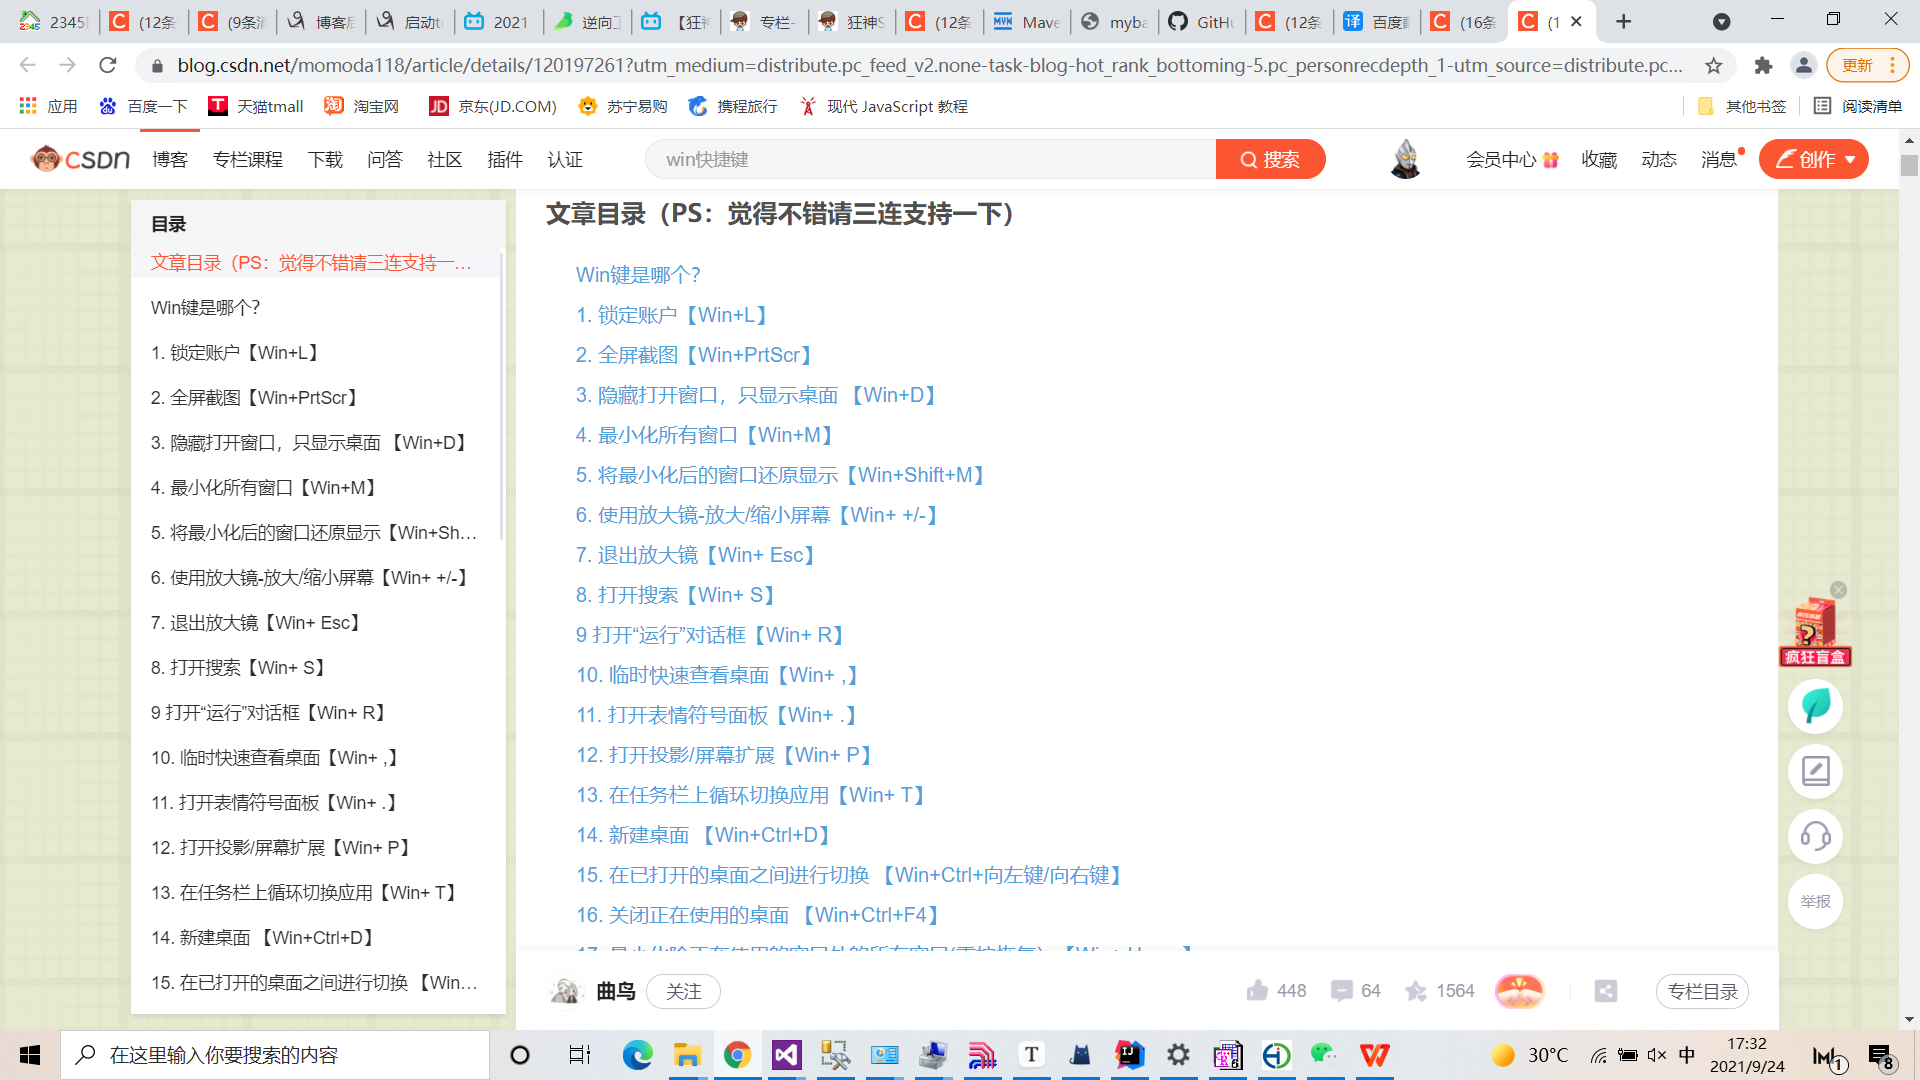 2345
(12条
(9条消
博客后
启动to
2021
逆向工
【狂神
专栏-
狂神S
(12条
Mave
myba
GitHu
(12条
百度翻
(16条
(1
blog.csdn.net/momoda118/article/details/120197261?utm_medium=distribute.pc_feed_v2.none-task-blog-hot_rank_bottoming-5.pc_personrecdepth_1-utm_source=distribute.pc...
更新
应用
百度一下
天猫tmall
淘宝网
京东(JD.COM)
苏宁易购
携程旅行
现代 JavaScript 教程
其他书签
阅读清单
CSDN
博客
专栏课程
下载
问答
社区
插件
认证
win快捷键
搜索
会员中心
收藏
动态
消息
创作
目录
文章目录（PS：觉得不错请三连支持一…
Win键是哪个？
1. 锁定账户【Win+L】
2. 全屏截图【Win+PrtScr】
3. 隐藏打开窗口，只显示桌面 【Win+D】
4. 最小化所有窗口【Win+M】
5. 将最小化后的窗口还原显示【Win+Sh…
6. 使用放大镜-放大/缩小屏幕【Win+ +/-】
7. 退出放大镜【Win+ Esc】
8. 打开搜索【Win+ S】
9 打开“运行”对话框【Win+ R】
10. 临时快速查看桌面【Win+ ,】
11. 打开表情符号面板【Win+ .】
12. 打开投影/屏幕扩展【Win+ P】
13. 在任务栏上循环切换应用【Win+ T】
14. 新建桌面 【Win+Ctrl+D】
15. 在已打开的桌面之间进行切换 【Win…
文章目录（PS：觉得不错请三连支持一下）
Win键是哪个？
1. 锁定账户【Win+L】
2. 全屏截图【Win+PrtScr】
3. 隐藏打开窗口，只显示桌面 【Win+D】
4. 最小化所有窗口【Win+M】
5. 将最小化后的窗口还原显示【Win+Shift+M】
6. 使用放大镜-放大/缩小屏幕【Win+ +/-】
7. 退出放大镜【Win+ Esc】
8. 打开搜索【Win+ S】
9 打开“运行”对话框【Win+ R】
10. 临时快速查看桌面【Win+ ,】
11. 打开表情符号面板【Win+ .】
12. 打开投影/屏幕扩展【Win+ P】
13. 在任务栏上循环切换应用【Win+ T】
14. 新建桌面 【Win+Ctrl+D】
15. 在已打开的桌面之间进行切换 【Win+Ctrl+向左键/向右键】
16. 关闭正在使用的桌面 【Win+Ctrl+F4】
疯狂盲盒
举报
曲鸟
关注
448
64
1564
专栏目录
在这里输入你要搜索的内容
30°C
中
17:32
2021/9/24
1
8